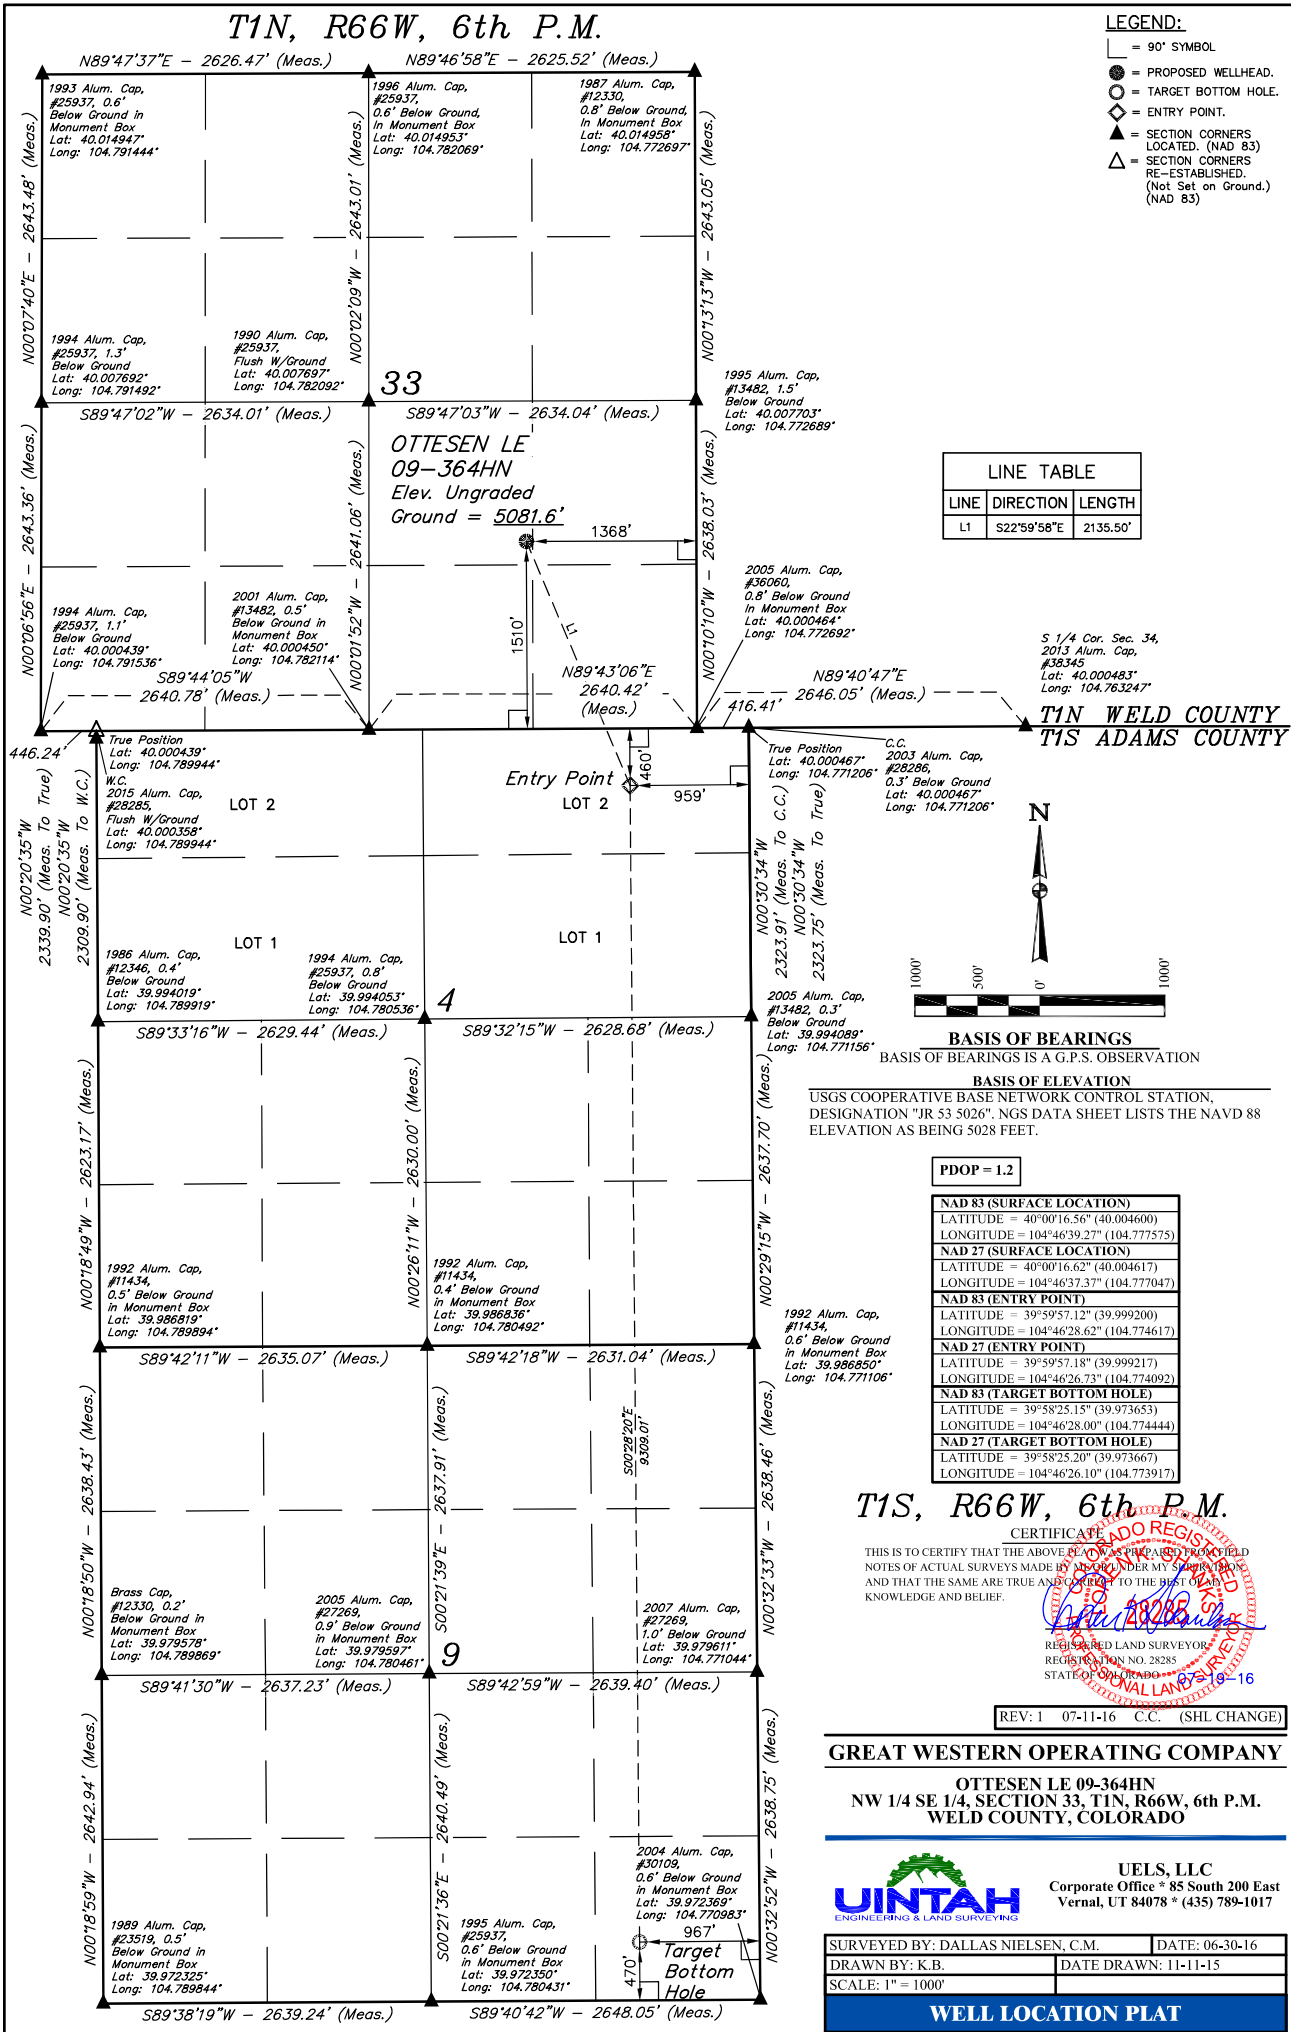 T1N, R66W, 6th P.M.
N89°47'37"E - 2626.47' (Meas.)
N89°46'58"E - 2625.52' (Meas.)
1993 Alum. Cap,
#25937, 0.6'
Below Ground in
Monument Box
Lat: 40.014947°
Long: 104.791444°
1996 Alum. Cap,
#25937,
0.6' Below Ground,
In Monument Box
Lat: 40.014953°
Long: 104.782069°
1987 Alum. Cap,
#12330,
0.8' Below Ground,
In Monument Box
Lat: 40.014958°
Long: 104.772697°
N00°07'40"E - 2643.48' (Meas.)
N00°02'09"W - 2643.01' (Meas.)
N00°13'13"W - 2643.05' (Meas.)
1994 Alum. Cap,
#25937, 1.3'
Below Ground
Lat: 40.007692°
Long: 104.791492°
1990 Alum. Cap,
#25937,
Flush W/Ground
Lat: 40.007697°
Long: 104.782092°
33
1995 Alum. Cap,
#13482, 1.5'
Below Ground
Lat: 40.007703°
Long: 104.772689°
S89°47'02"W - 2634.01' (Meas.)
S89°47'03"W - 2634.04' (Meas.)
OTTESEN LE
09-364HN
Elev. Ungraded
Ground = 5081.6'
1368'
1510'
L1
N00°06'56"E - 2643.36' (Meas.)
N00°01'52"W - 2641.06' (Meas.)
N00°10'10"W - 2638.03' (Meas.)
1994 Alum. Cap,
#25937, 1.1'
Below Ground
Lat: 40.000439°
Long: 104.791536°
2001 Alum. Cap,
#13482, 0.5'
Below Ground in
Monument Box
Lat: 40.000450°
Long: 104.782114°
2005 Alum. Cap,
#36060,
0.8' Below Ground
In Monument Box
Lat: 40.000464°
Long: 104.772692°
S 1/4 Cor. Sec. 34,
2013 Alum. Cap,
#38345
Lat: 40.000483°
Long: 104.763247°
S89°44'05"W
2640.78' (Meas.)
N89°43'06"E
2640.42'
(Meas.)
N89°40'47"E
2646.05' (Meas.)
416.41'
446.24'
T1N WELD COUNTY
T1S ADAMS COUNTY
True Position
Lat: 40.000439°
Long: 104.789944°
W.C.
2015 Alum. Cap,
#28285,
Flush W/Ground
Lat: 40.000358°
Long: 104.789944°
Entry Point
460'
959'
True Position
Lat: 40.000467°
Long: 104.771206°
C.C.
2003 Alum. Cap,
#28286,
0.3' Below Ground
Lat: 40.000467°
Long: 104.771206°
LOT 2
LOT 2
LOT 1
LOT 1
N00°20'35"W
2339.90' (Meas. To True)
N00°20'35"W
2309.90' (Meas. To W.C.)
N00°30'34"W
2323.91' (Meas. To C.C.)
N00°30'34"W
2323.75' (Meas. To True)
1986 Alum. Cap,
#12346, 0.4'
Below Ground
Lat: 39.994019°
Long: 104.789919°
1994 Alum. Cap,
#25937, 0.8'
Below Ground
Lat: 39.994053°
Long: 104.780536°
4
2005 Alum. Cap,
#13482, 0.3'
Below Ground
Lat: 39.994089°
Long: 104.771156°
S89°33'16"W - 2629.44' (Meas.)
S89°32'15"W - 2628.68' (Meas.)
N00°18'49"W - 2623.17' (Meas.)
N00°26'11"W - 2630.00' (Meas.)
N00°29'15"W - 2637.70' (Meas.)
1992 Alum. Cap,
#11434,
0.5' Below Ground
in Monument Box
Lat: 39.986819°
Long: 104.789894°
1992 Alum. Cap,
#11434,
0.4' Below Ground
in Monument Box
Lat: 39.986836°
Long: 104.780492°
1992 Alum. Cap,
#11434,
0.6' Below Ground
in Monument Box
Lat: 39.986850°
Long: 104.771106°
S89°42'11"W - 2635.07' (Meas.)
S89°42'18"W - 2631.04' (Meas.)
S00°28'20"E
9309.01'
N00°18'50"W - 2638.43' (Meas.)
S00°21'39"E - 2637.91' (Meas.)
N00°32'33"W - 2638.46' (Meas.)
Brass Cap,
#12330, 0.2'
Below Ground in
Monument Box
Lat: 39.979578°
Long: 104.789869°
2005 Alum. Cap,
#27269,
0.9' Below Ground
in Monument Box
Lat: 39.979597°
Long: 104.780461°
9
2007 Alum. Cap,
#27269,
1.0' Below Ground
Lat: 39.979611°
Long: 104.771044°
S89°41'30"W - 2637.23' (Meas.)
S89°42'59"W - 2639.40' (Meas.)
N00°18'59"W - 2642.94' (Meas.)
S00°21'36"E - 2640.49' (Meas.)
N00°32'52"W - 2638.75' (Meas.)
1989 Alum. Cap,
#23519, 0.5'
Below Ground in
Monument Box
Lat: 39.972325°
Long: 104.789844°
1995 Alum. Cap,
#25937,
0.6' Below Ground
in Monument Box
Lat: 39.972350°
Long: 104.780431°
2004 Alum. Cap,
#30109,
0.6' Below Ground
in Monument Box
Lat: 39.972369°
Long: 104.770983°
967'
470'
Target
Bottom
Hole
S89°38'19"W - 2639.24' (Meas.)
S89°40'42"W - 2648.05' (Meas.)
LEGEND:
= 90° SYMBOL
= PROPOSED WELLHEAD.
= TARGET BOTTOM HOLE.
= ENTRY POINT.
= SECTION CORNERS
LOCATED. (NAD 83)
= SECTION CORNERS
RE-ESTABLISHED.
(Not Set on Ground.)
(NAD 83)
LINE TABLE
LINE DIRECTION LENGTH
L1 S22°59'58"E 2135.50'
N
1000' 500' 0' 1000'
BASIS OF BEARINGS
BASIS OF BEARINGS IS A G.P.S. OBSERVATION
BASIS OF ELEVATION
USGS COOPERATIVE BASE NETWORK CONTROL STATION,
DESIGNATION "JR 53 5026". NGS DATA SHEET LISTS THE NAVD 88
ELEVATION AS BEING 5028 FEET.
PDOP = 1.2
NAD 83 (SURFACE LOCATION)
LATITUDE = 40°00'16.56" (40.004600)
LONGITUDE = 104°46'39.27" (104.777575)
NAD 27 (SURFACE LOCATION)
LATITUDE = 40°00'16.62" (40.004617)
LONGITUDE = 104°46'37.37" (104.777047)
NAD 83 (ENTRY POINT)
LATITUDE = 39°59'57.12" (39.999200)
LONGITUDE = 104°46'28.62" (104.774617)
NAD 27 (ENTRY POINT)
LATITUDE = 39°59'57.18" (39.999217)
LONGITUDE = 104°46'26.73" (104.774092)
NAD 83 (TARGET BOTTOM HOLE)
LATITUDE = 39°58'25.15" (39.973653)
LONGITUDE = 104°46'28.00" (104.774444)
NAD 27 (TARGET BOTTOM HOLE)
LATITUDE = 39°58'25.20" (39.973667)
LONGITUDE = 104°46'26.10" (104.773917)
T1S, R66W, 6th P.M.
CERTIFICATE
THIS IS TO CERTIFY THAT THE ABOVE PLAT WAS PREPARED FROM FIELD
NOTES OF ACTUAL SURVEYS MADE BY ME OR UNDER MY SUPERVISION
AND THAT THE SAME ARE TRUE AND CORRECT TO THE BEST OF MY
KNOWLEDGE AND BELIEF.
COLORADO REGISTERED
LOREN K. SHANKS
28285
PROFESSIONAL LAND SURVEYOR
REGISTERED LAND SURVEYOR
REGISTRATION NO. 28285
STATE OF COLORADO
07-19-16
REV: 1 07-11-16 C.C. (SHL CHANGE)
GREAT WESTERN OPERATING COMPANY
OTTESEN LE 09-364HN
NW 1/4 SE 1/4, SECTION 33, T1N, R66W, 6th P.M.
WELD COUNTY, COLORADO
UINTAH
ENGINEERING & LAND SURVEYING
UELS, LLC
Corporate Office * 85 South 200 East
Vernal, UT 84078 * (435) 789-1017
SURVEYED BY: DALLAS NIELSEN, C.M. DATE: 06-30-16
DRAWN BY: K.B. DATE DRAWN: 11-11-15
SCALE: 1" = 1000'
WELL LOCATION PLAT